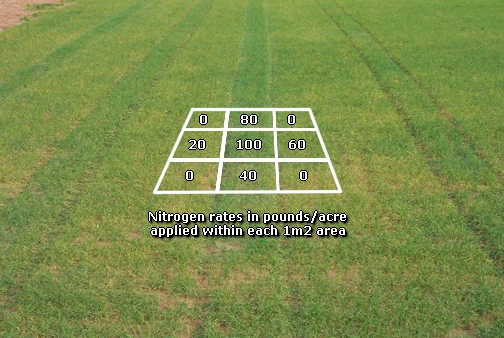 0 80 0
20 100 60
0 40 0
Nitrogen rates in pounds/acre
applied within each 1m2 area